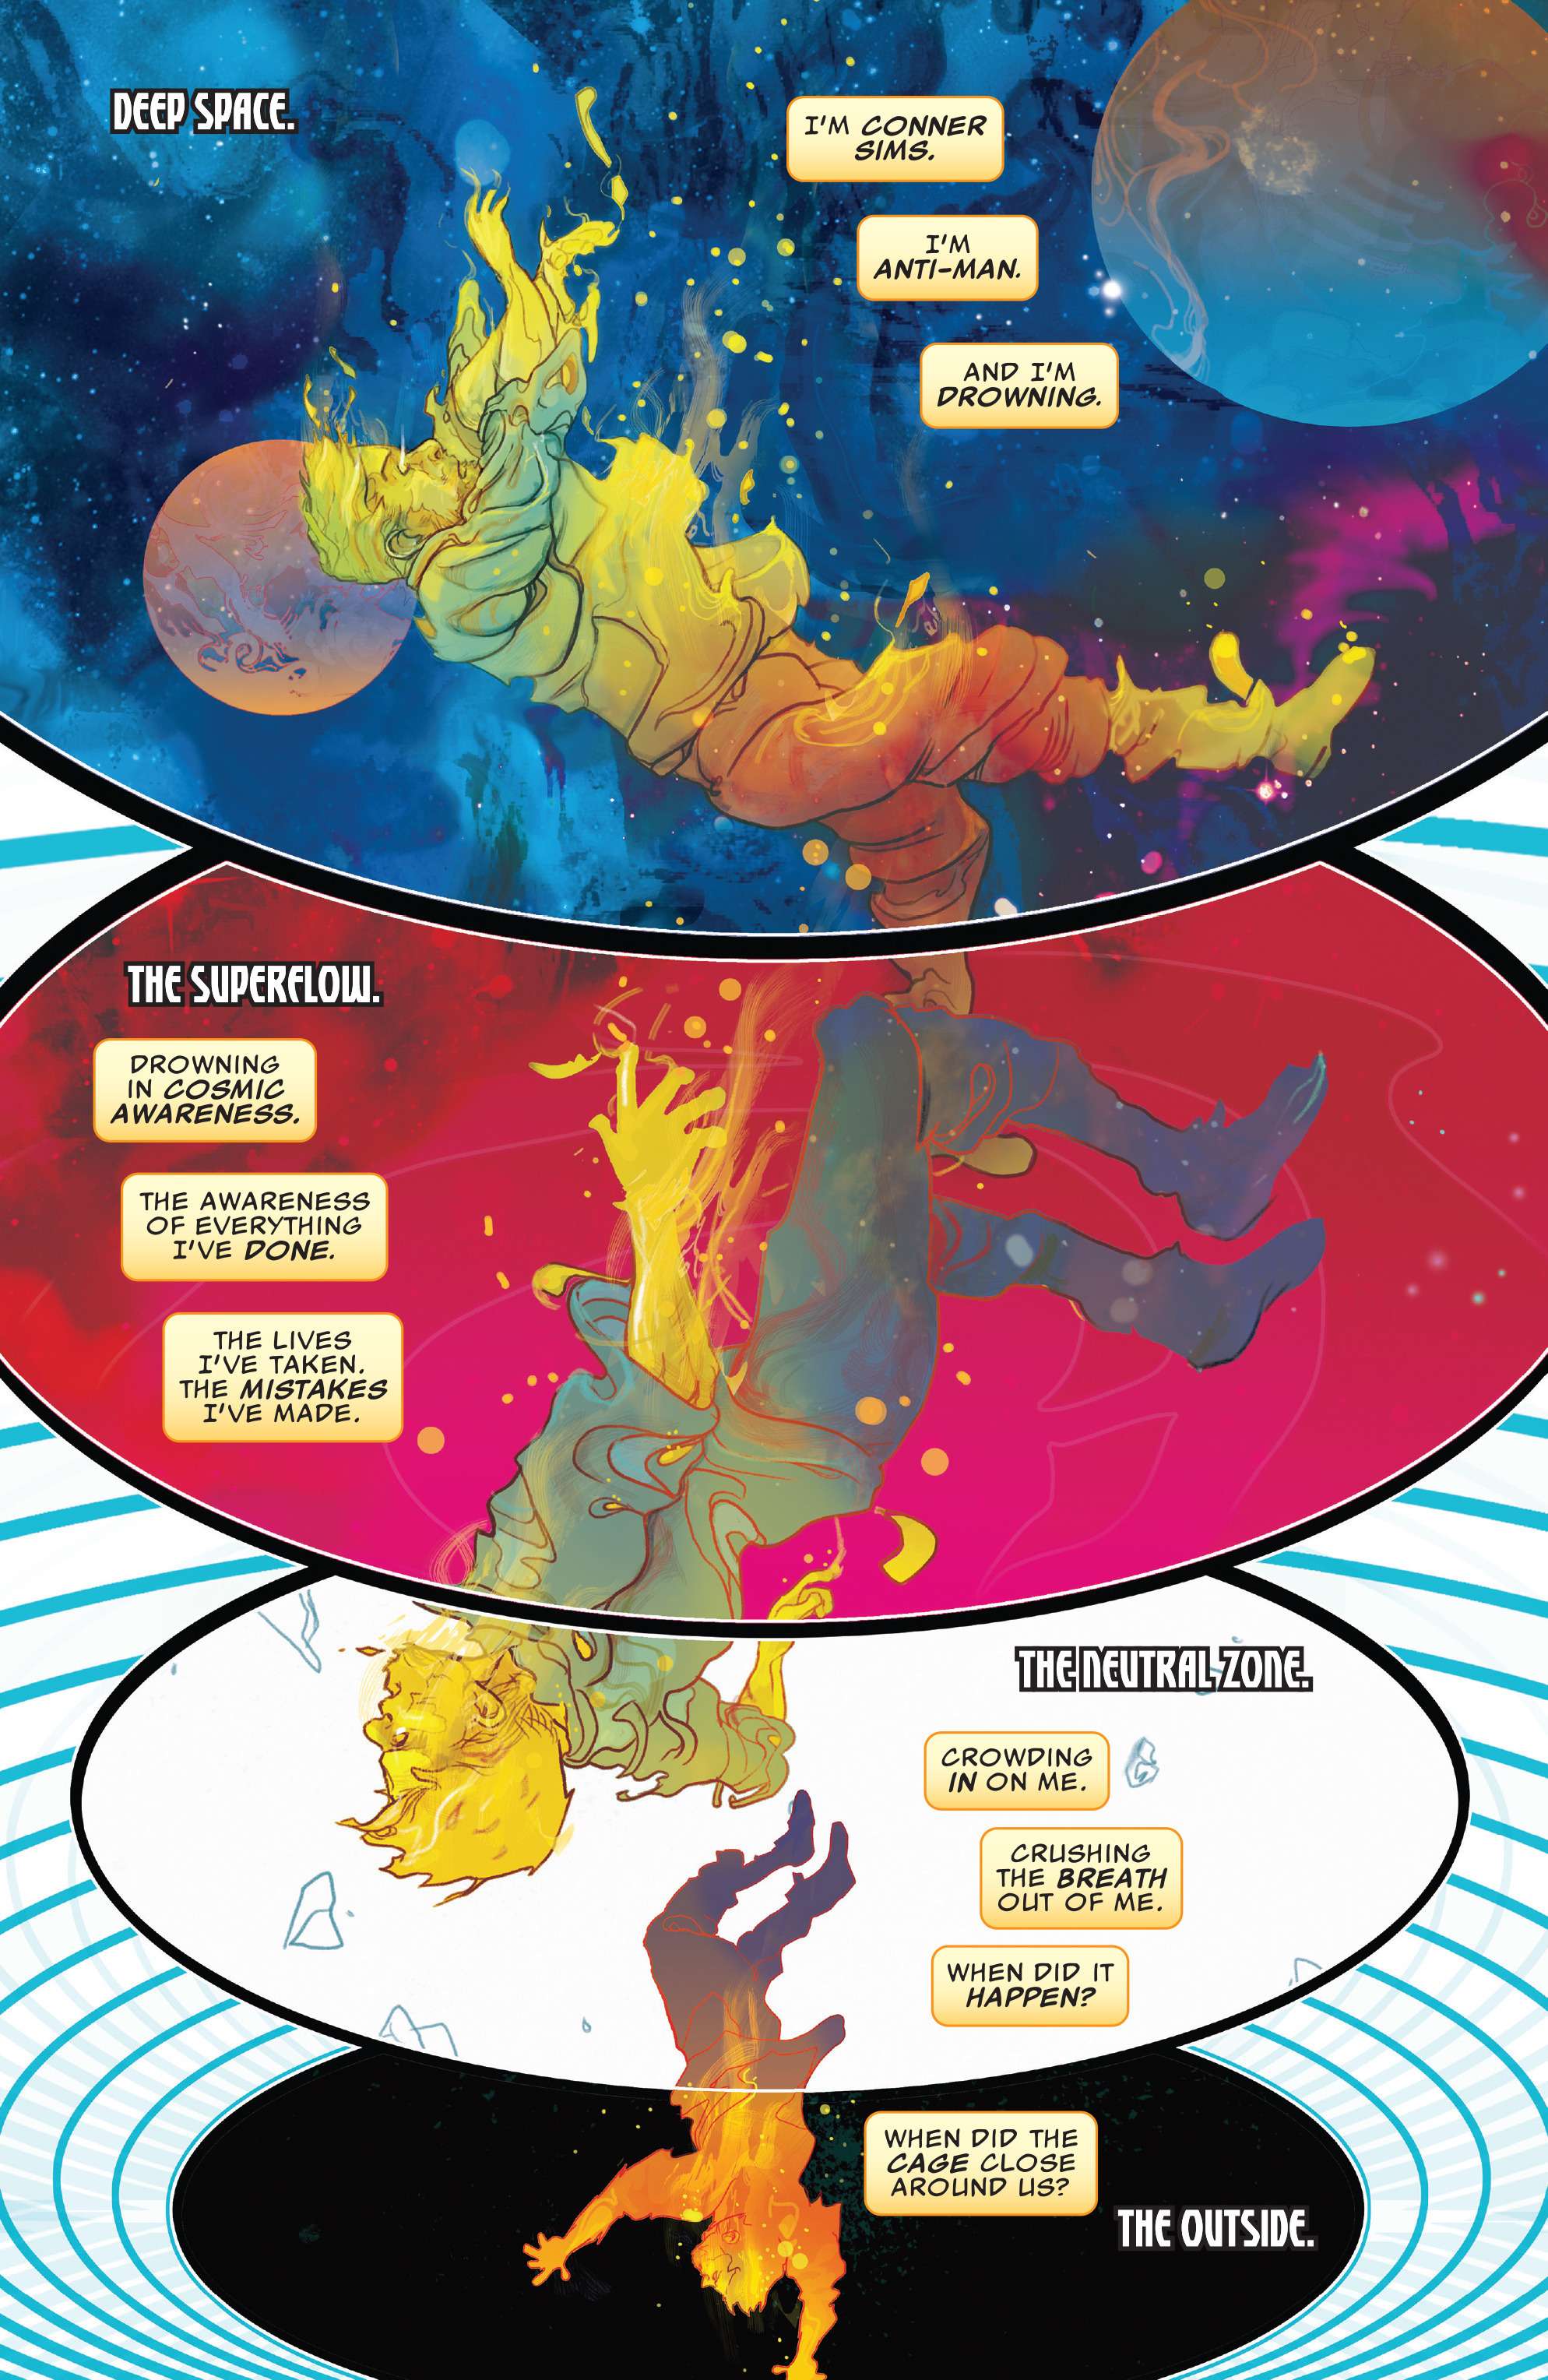 DEEP SPACE.
I'M CONNER
SIMS.
I'M
ANTI-MAN.
AND I'M
DROWNING.
THE SUPERFLOW.
DROWNING
IN COSMIC
AWARENESS.
THE AWARENESS
OF EVERYTHING
I'VE DONE.
THE LIVES
I'VE TAKEN.
THE MISTAKES
I'VE MADE.
THE NEUTRAL ZONE.
CROWDING
IN ON ME.
CRUSHING
THE BREATH
OUT OF ME.
WHEN DID IT
HAPPEN?
WHEN DID THE
CAGE CLOSE
AROUND US?
THE OUTSIDE.